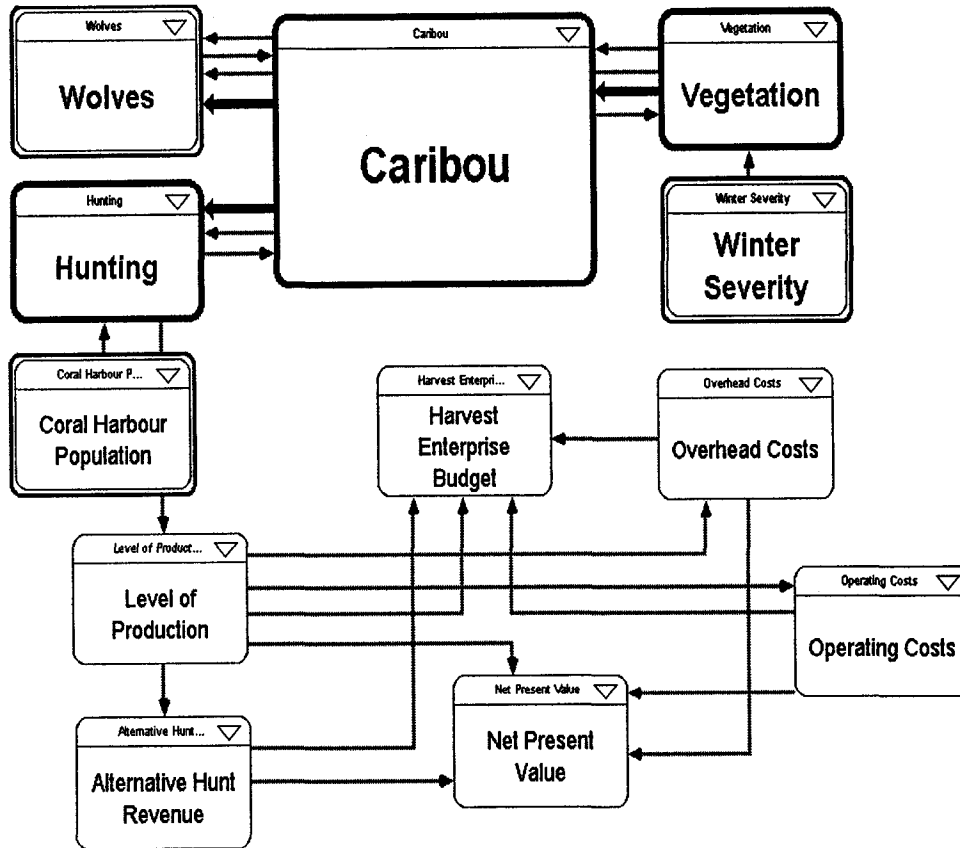 Wolves
Wolves
Caribou
Caribou
Vegetation
Vegetation
Hunting
Hunting
Winter Severity
Winter
Severity
Coral Harbour P...
Coral Harbour
Population
Harvest Enterpri...
Harvest
Enterprise
Budget
Overhead Costs
Overhead Costs
Level of Product...
Level of
Production
Operating Costs
Operating Costs
Net Present Value
Net Present
Value
Alternative Hunt...
Alternative Hunt
Revenue